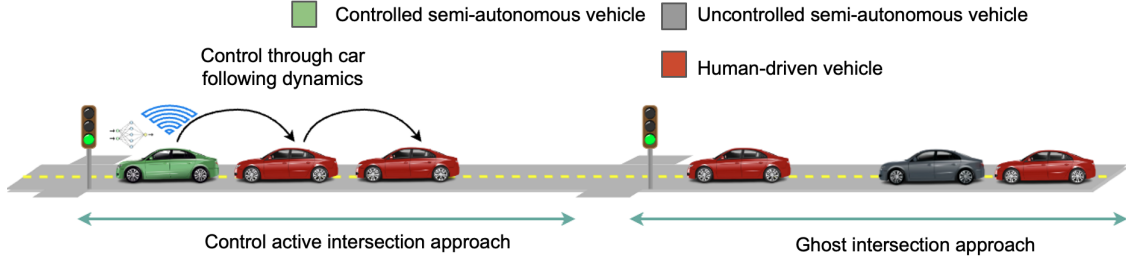 Controlled semi-autonomous vehicle
Uncontrolled semi-autonomous vehicle
Control through car
following dynamics
Human-driven vehicle
Control active intersection approach
Ghost intersection approach